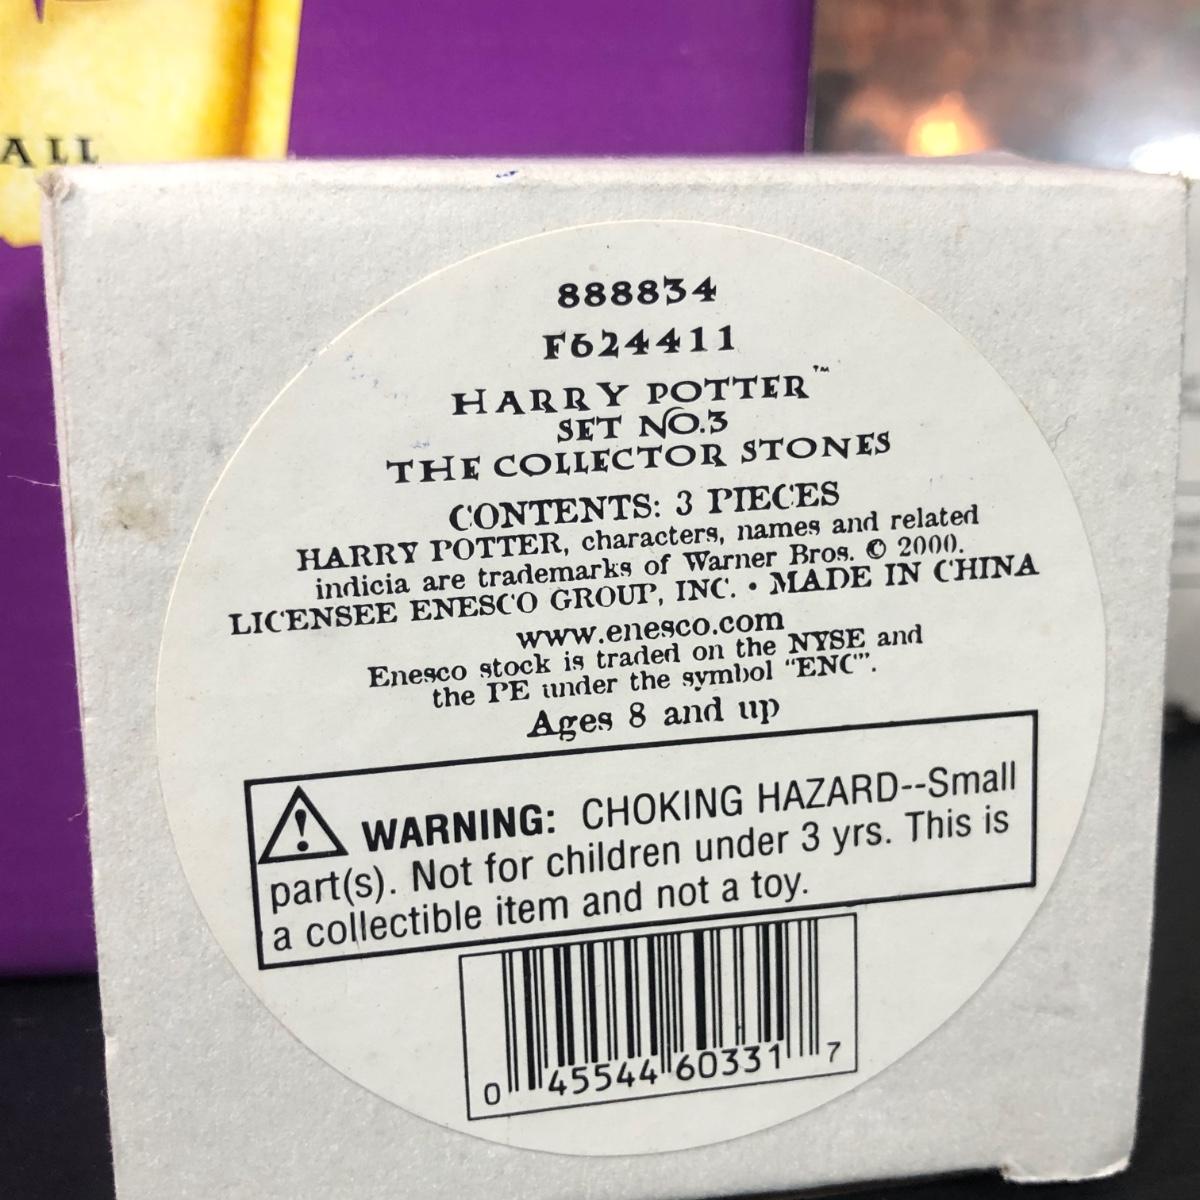 ALL
888834
F624411
HARRY POTTER™
SET NO.3
THE COLLECTOR STONES
CONTENTS: 3 PIECES
HARRY POTTER, characters, names and related
indicia are trademarks of Warner Bros. © 2000.
LICENSEE ENESCO GROUP, INC. • MADE IN CHINA
www.enesco.com
Enesco stock is traded on the NYSE and
the PE under the symbol "ENC".
Ages 8 and up
WARNING: CHOKING HAZARD--Small
part(s). Not for children under 3 yrs. This is
a collectible item and not a toy.
0 45544 60331 7